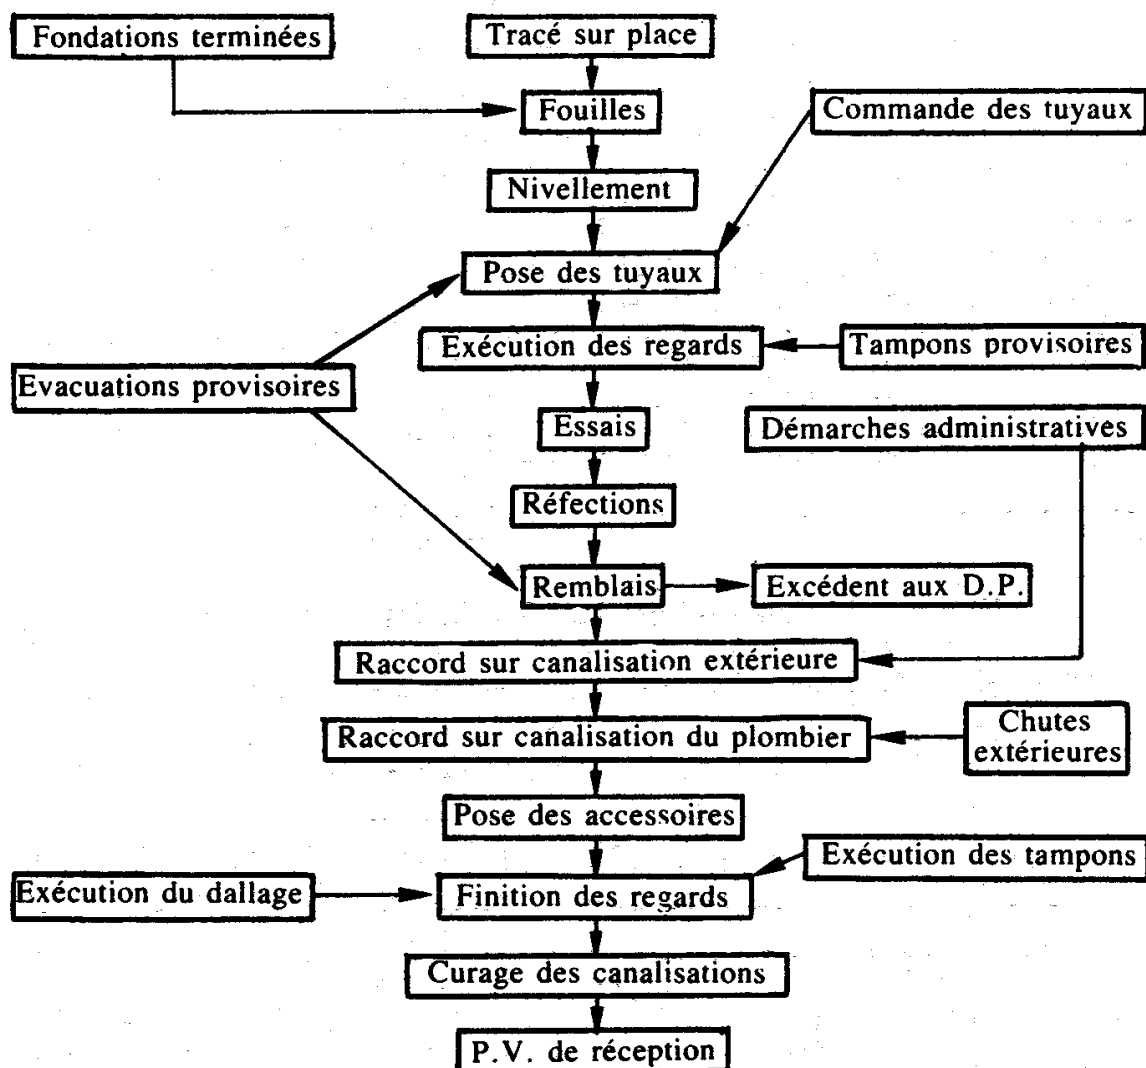 Fondations terminées
Tracé sur place
Fouilles
Commande des tuyaux
Nivellement
Pose des tuyaux
Exécution des regards
Tampons provisoires
Evacuations provisoires
Essais
Démarches administratives
Réfections
Remblais
Excédent aux D.P.
Raccord sur canalisation extérieure
Raccord sur canalisation du plombier
Chutes
extérieures
Pose des accessoires
Exécution des tampons
Exécution du dallage
Finition des regards
Curage des canalisations
P.V. de réception